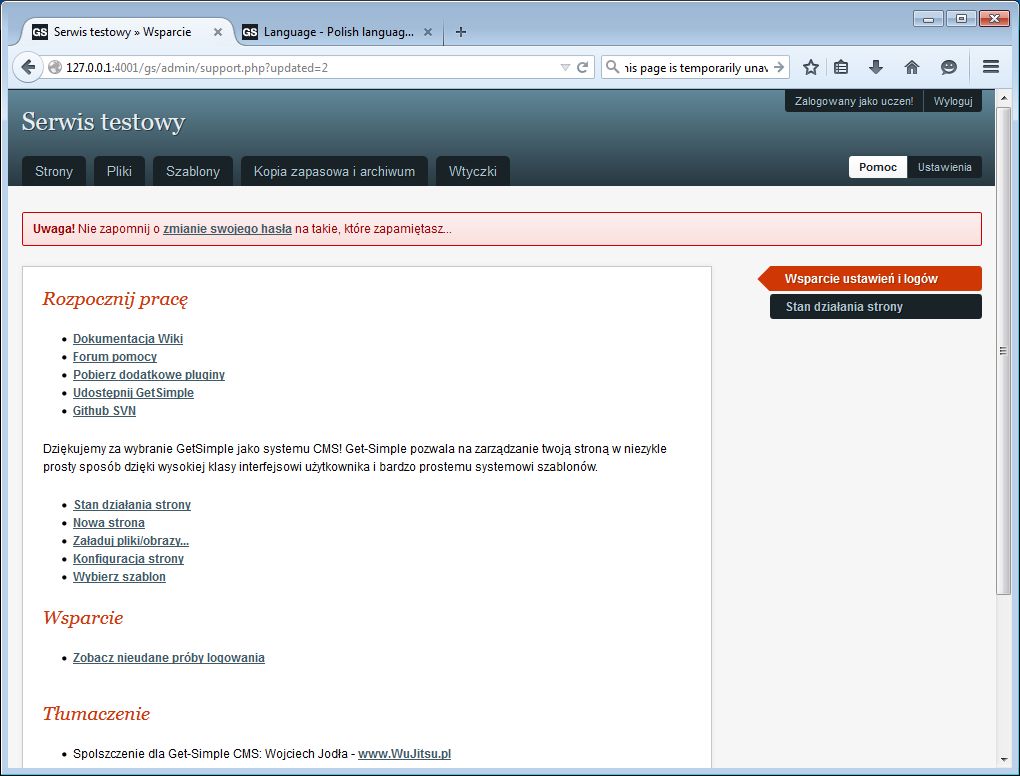 GS Serwis testowy » Wsparcie
GS Language - Polish languag...
127.0.0.1:4001/gs/admin/support.php?updated=2
his page is temporarily unav
Zalogowany jako uczen!
Wyloguj
Serwis testowy
Strony
Pliki
Szablony
Kopia zapasowa i archiwum
Wtyczki
Pomoc
Ustawienia
Uwaga! Nie zapomnij o zmianie swojego hasła na takie, które zapamiętasz...
Wsparcie ustawień i logów
Stan działania strony
Rozpocznij pracę
Dokumentacja Wiki
Forum pomocy
Pobierz dodatkowe pluginy
Udostępnij GetSimple
Github SVN
Dziękujemy za wybranie GetSimple jako systemu CMS! Get-Simple pozwala na zarządzanie twoją stroną w niezykle
prosty sposób dzięki wysokiej klasy interfejsowi użytkownika i bardzo prostemu systemowi szablonów.
Stan działania strony
Nowa strona
Załaduj pliki/obrazy...
Konfiguracja strony
Wybierz szablon
Wsparcie
Zobacz nieudane próby logowania
Tłumaczenie
Spolszczenie dla Get-Simple CMS: Wojciech Jodła - www.WuJitsu.pl